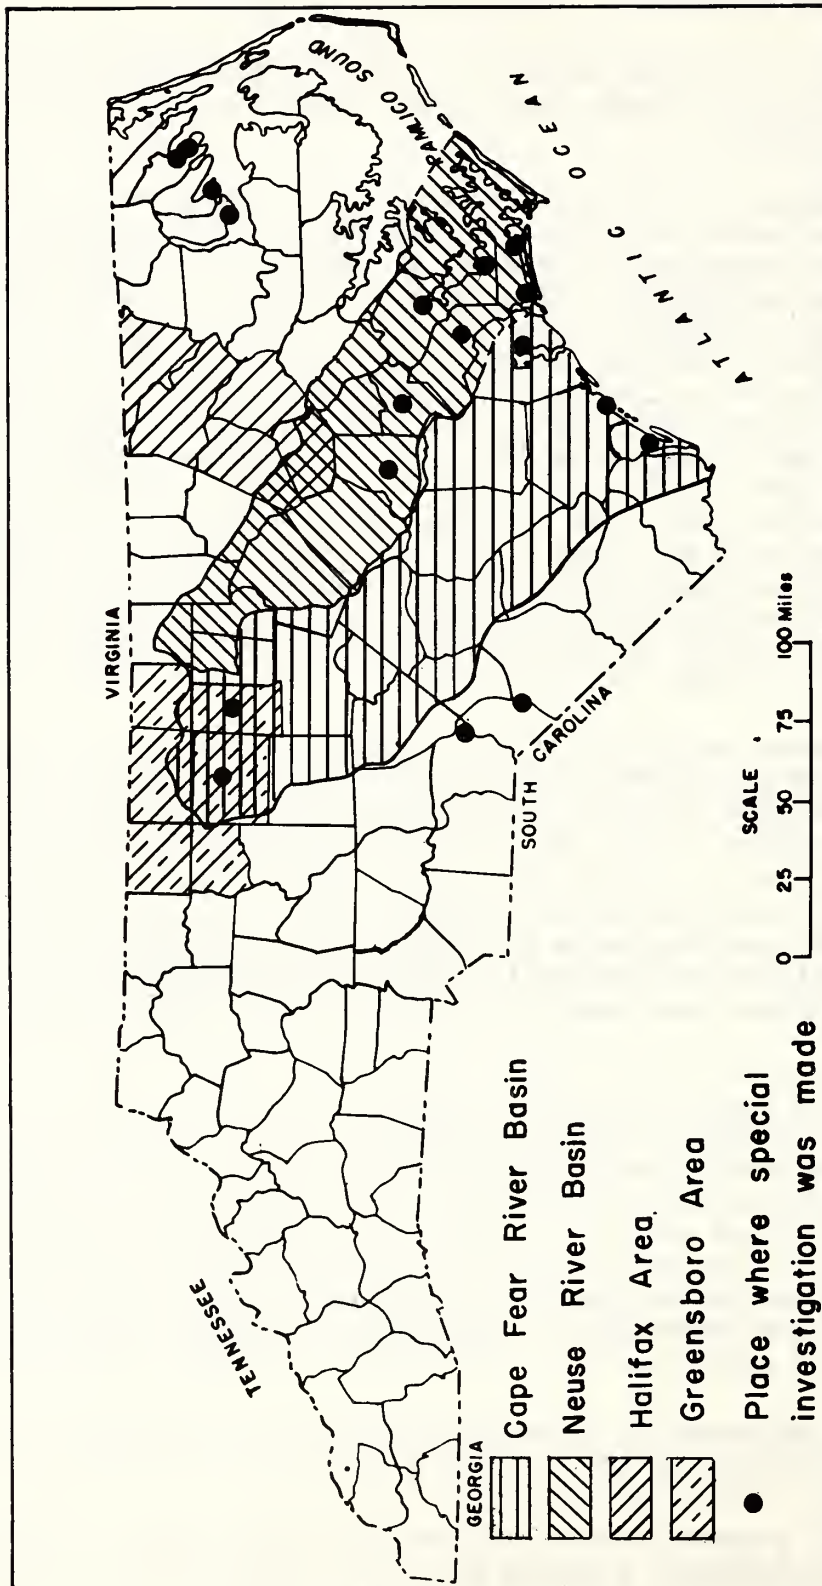 VIRGINIA
TENNESSEE
PAMLICO SOUND
ATLANTIC OCEAN
SOUTH CAROLINA
GEORGIA
SCALE
0 25 50 75 100 Miles
Cape Fear River Basin
Neuse River Basin
Halifax Area
Greensboro Area
Place where special
investigation was made